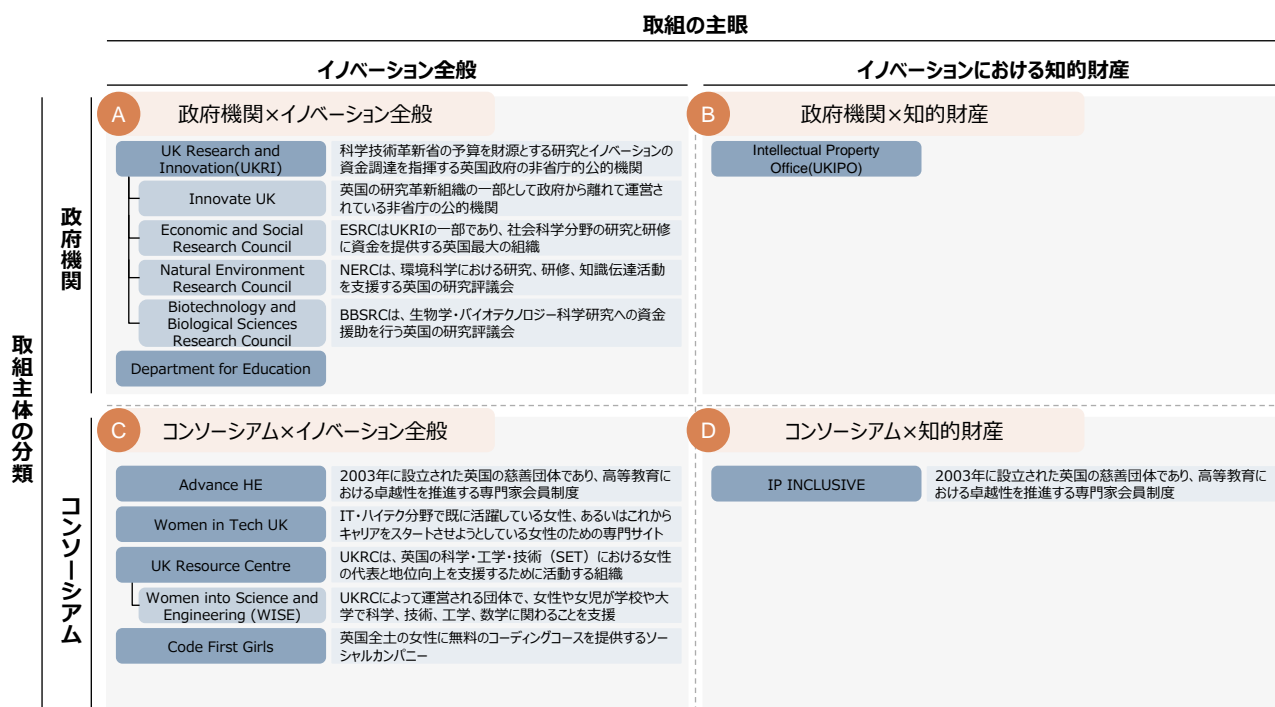 取組の主眼
イノベーション全般
イノベーションにおける知的財産
取組主体の分類
政府機関
A
政府機関×イノベーション全般
UK Research and
Innovation(UKRI)
科学技術革新省の予算を財源とする研究とイノベーションの
資金調達を指揮する英国政府の非省庁的公的機関
Innovate UK
英国の研究革新組織の一部として政府から離れて運営さ
れている非省庁の公的機関
Economic and Social
Research Council
ESRCはUKRIの一部であり、社会科学分野の研究と研修
に資金を提供する英国最大の組織
Natural Environment
Research Council
NERCは、環境科学における研究、研修、知識伝達活動
を支援する英国の研究評議会
Biotechnology and
Biological Sciences
Research Council
BBSRCは、生物学・バイオテクノロジー科学研究への資金
援助を行う英国の研究評議会
Department for Education
B
政府機関×知的財産
Intellectual Property
Office(UKIPO)
コンソーシアム
C
コンソーシアム×イノベーション全般
Advance HE
2003年に設立された英国の慈善団体であり、高等教育に
おける卓越性を推進する専門家会員制度
Women in Tech UK
IT・ハイテク分野で既に活躍している女性、あるいはこれから
キャリアをスタートさせようとしている女性のための専門サイト
UK Resource Centre
UKRCは、英国の科学・工学・技術（SET）における女性
の代表と地位向上を支援するために活動する組織
Women into Science and
Engineering (WISE)
UKRCによって運営される団体で、女性や女児が学校や大
学で科学、技術、工学、数学に関わることを支援
Code First Girls
英国全土の女性に無料のコーディングコースを提供するソー
シャルカンパニー
D
コンソーシアム×知的財産
IP INCLUSIVE
2003年に設立された英国の慈善団体であり、高等教育に
おける卓越性を推進する専門家会員制度